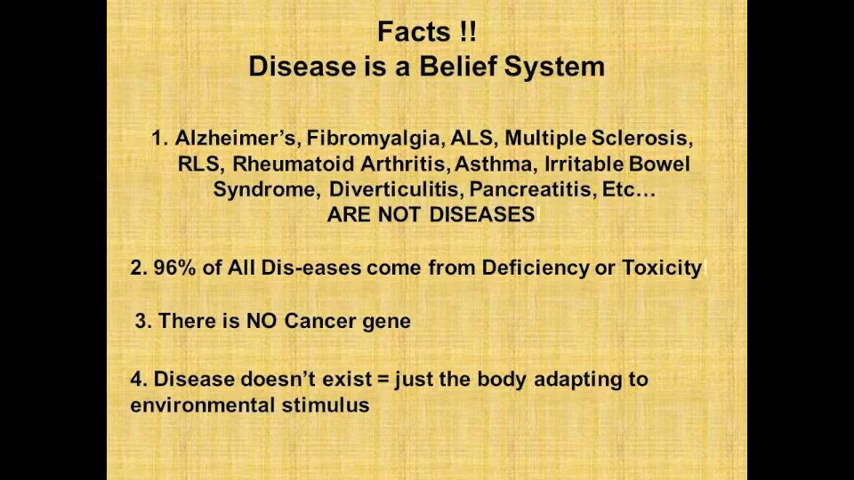 Facts !!
Disease is a Belief System
1. Alzheimer's, Fibromyalgia, ALS, Multiple Sclerosis,
RLS, Rheumatoid Arthritis, Asthma, Irritable Bowel
Syndrome, Diverticulitis, Pancreatitis, Etc…
ARE NOT DISEASES!
2. 96% of All Dis-eases come from Deficiency or Toxicity!
3. There is NO Cancer gene
4. Disease doesn't exist = just the body adapting to
environmental stimulus